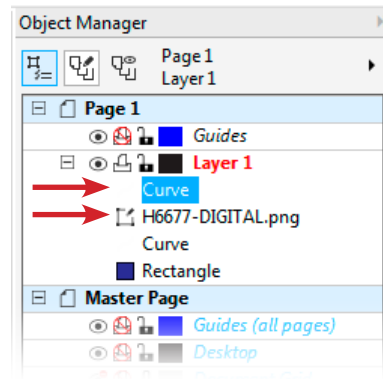 Object Manager
Page 1
Layer 1
Page 1
Guides
Layer 1
Curve
H6677-DIGITAL.png
Curve
Rectangle
Master Page
Guides (all pages)
Desktop